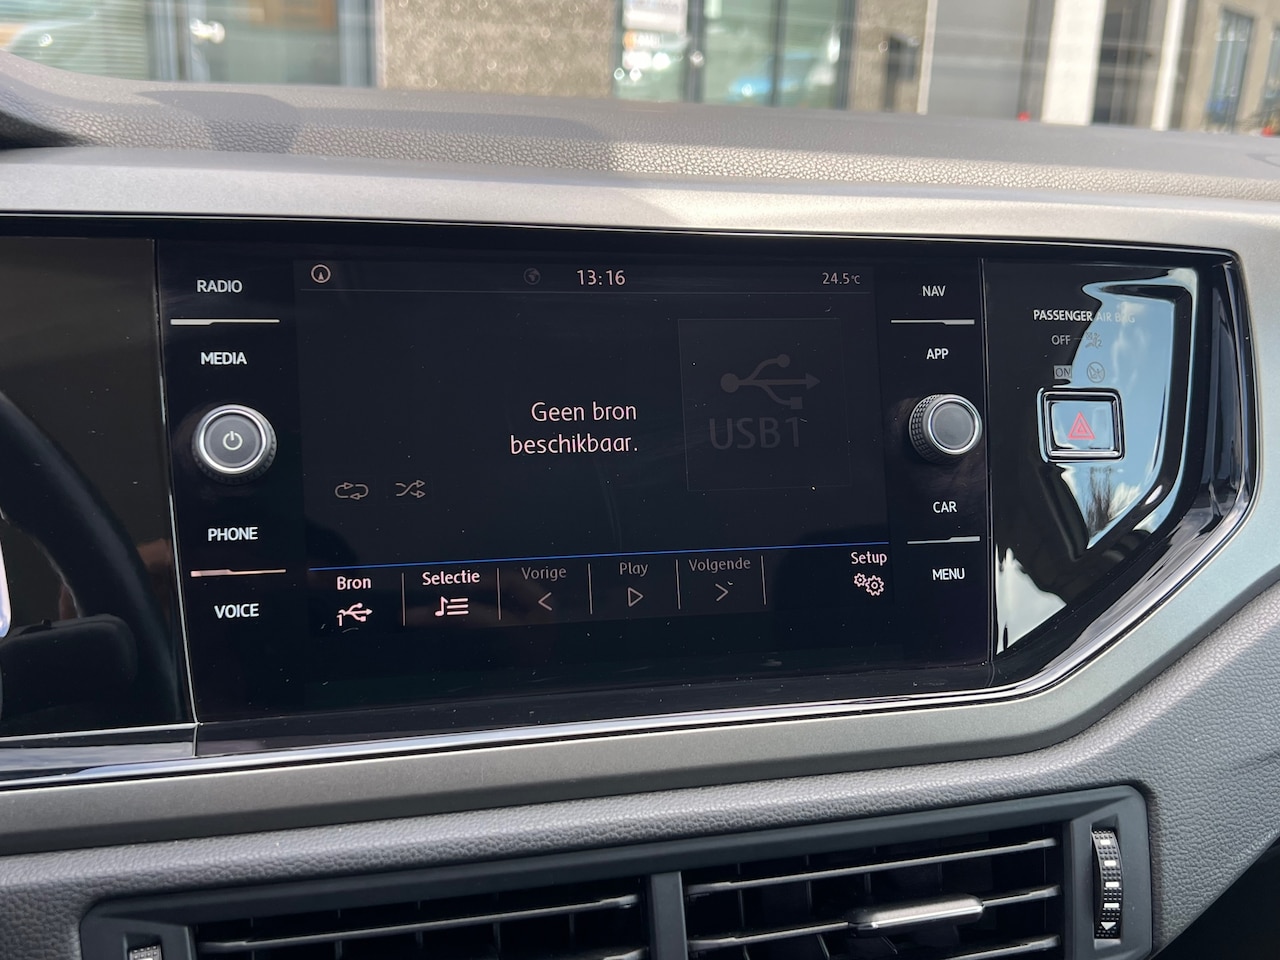 13:16
24.5°C
RADIO
MEDIA
PHONE
VOICE
Geen bron
beschikbaar.
USB1
Bron
1
Selectie
Vorige
Play
Volgende
Setup
NAV
APP
CAR
MENU
PASSENGER AIR BAG
OFF
ON